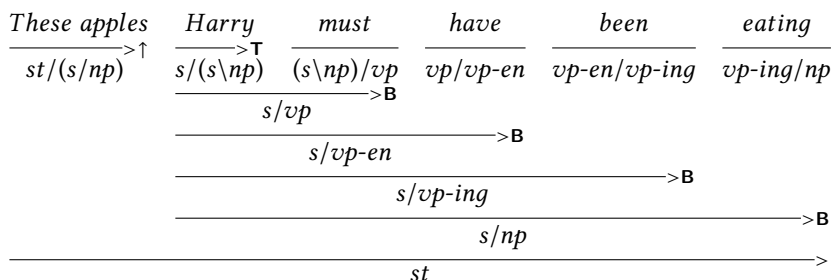 These apples Harry must have been eating
>↑ >T
st/(s/np) s/(s\np) (s\np)/vp vp/vp-en vp-en/vp-ing vp-ing/np
>B
s/vp
>B
s/vp-en
>B
s/vp-ing
>B
s/np
>
st